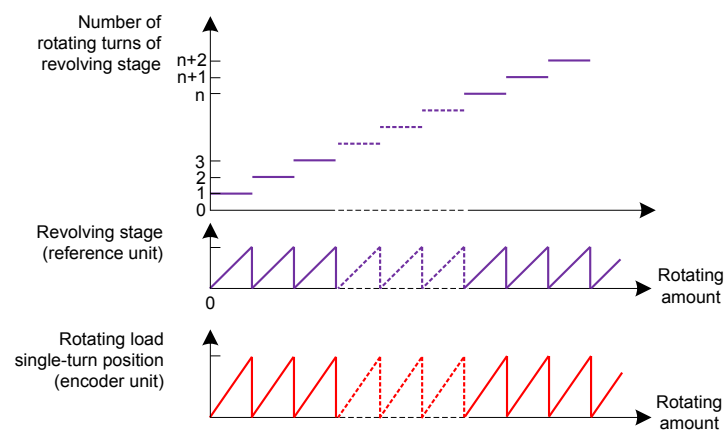 Number of
rotating turns of
revolving stage
n+2
n+1
n
3
2
1
0
Revolving stage
(reference unit)
Rotating
amount
0
Rotating load
single-turn position
(encoder unit)
Rotating
amount